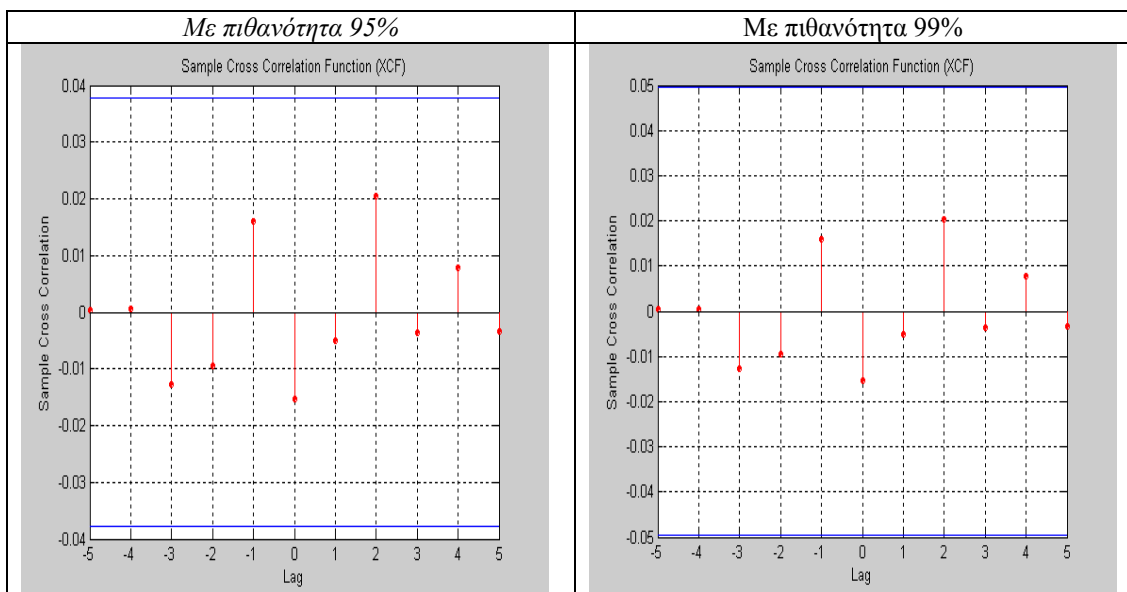 Με πιθανότητα 95%
Με πιθανότητα 99%
Sample Cross Correlation Function (XCF)
0.04
0.03
0.02
0.01
0
-0.01
-0.02
-0.03
-0.04
Sample Cross Correlation
-5 -4 -3 -2 -1 0 1 2 3 4 5
Lag
Sample Cross Correlation Function (XCF)
0.05
0.04
0.03
0.02
0.01
0
-0.01
-0.02
-0.03
-0.04
-0.05
Sample Cross Correlation
-5 -4 -3 -2 -1 0 1 2 3 4 5
Lag